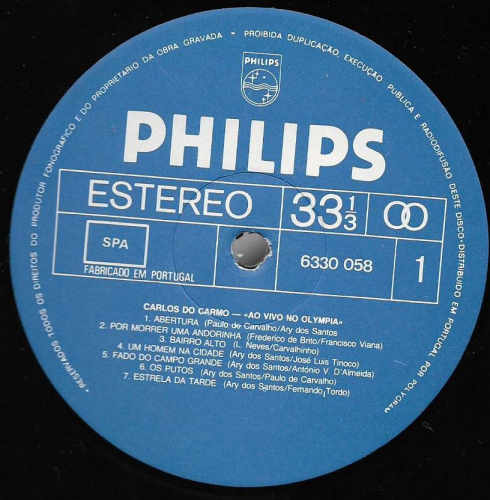 *RESERVADOS TODOS OS DIREITOS DO PRODUTOR FONOGRÁFICO E DO PROPRIETÁRIO DA OBRA GRAVADA - PROIBIDA DUPLICAÇÃO, EXECUÇÃO PÚBLICA E RADIODIFUSÃO DESTE DISCO•DISTRIBUÍDO EM PORTUGAL POR POLYGRAM
PHILIPS
PHILIPS
ESTEREO 33 1/3
SPA
6330 058 1
FABRICADO EM PORTUGAL
CARLOS DO CARMO — «AO VIVO NO OLYMPIA»
1. ABERTURA (Paulo de Carvalho/Ary dos Santos
2. POR MORRER UMA ANDORINHA (Frederico de Brito/Francisco Viana)
3. BAIRRO ALTO (L. Neves/Carvalhinho)
4. UM HOMEM NA CIDADE (Ary dos Santos/José Luis Tinoco)
5. FADO DO CAMPO GRANDE (Ary dos Santos/António V. D'Almeida)
6. OS PUTOS (Ary dos Santos/Paulo de Carvalho)
7. ESTRELA DA TARDE (Ary dos Santos/Fernando Tordo)